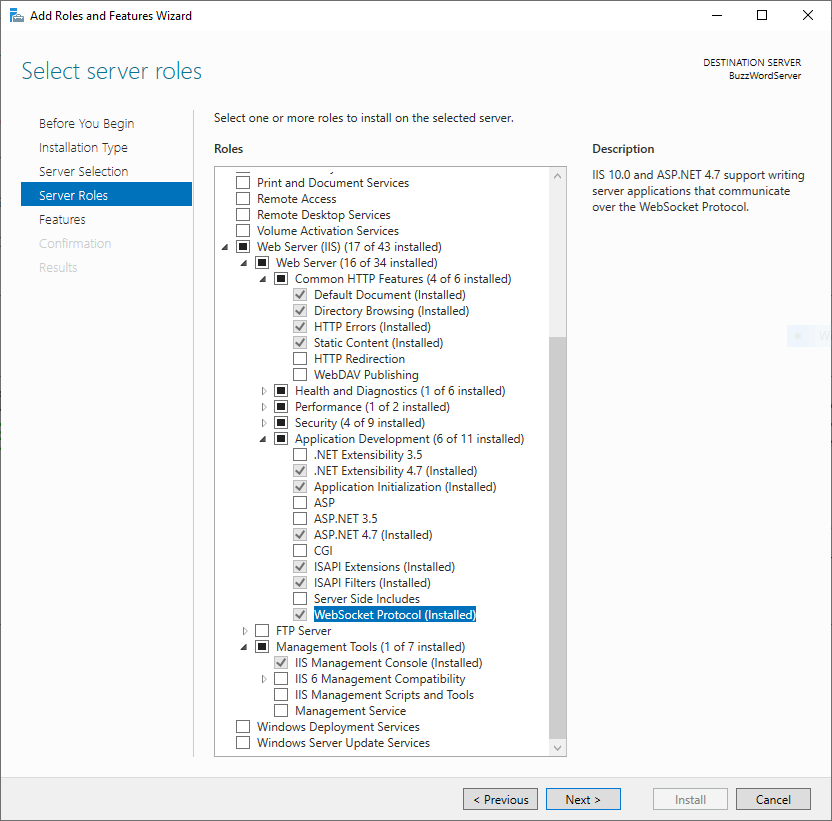 Add Roles and Features Wizard
Select server roles
DESTINATION SERVER
BuzzWordServer
Before You Begin
Installation Type
Server Selection
Server Roles
Features
Confirmation
Results
Select one or more roles to install on the selected server.
Roles
Print and Document Services
Remote Access
Remote Desktop Services
Volume Activation Services
Web Server (IIS) (17 of 43 installed)
Web Server (16 of 34 installed)
Common HTTP Features (4 of 6 installed)
Default Document (Installed)
Directory Browsing (Installed)
HTTP Errors (Installed)
Static Content (Installed)
HTTP Redirection
WebDAV Publishing
Health and Diagnostics (1 of 6 installed)
Performance (1 of 2 installed)
Security (4 of 9 installed)
Application Development (6 of 11 installed)
.NET Extensibility 3.5
.NET Extensibility 4.7 (Installed)
Application Initialization (Installed)
ASP
ASP.NET 3.5
ASP.NET 4.7 (Installed)
CGI
ISAPI Extensions (Installed)
ISAPI Filters (Installed)
Server Side Includes
WebSocket Protocol (Installed)
FTP Server
Management Tools (1 of 7 installed)
IIS Management Console (Installed)
IIS 6 Management Compatibility
IIS Management Scripts and Tools
Management Service
Windows Deployment Services
Windows Server Update Services
Description
IIS 10.0 and ASP.NET 4.7 support writing
server applications that communicate
over the WebSocket Protocol.
< Previous
Next >
Install
Cancel